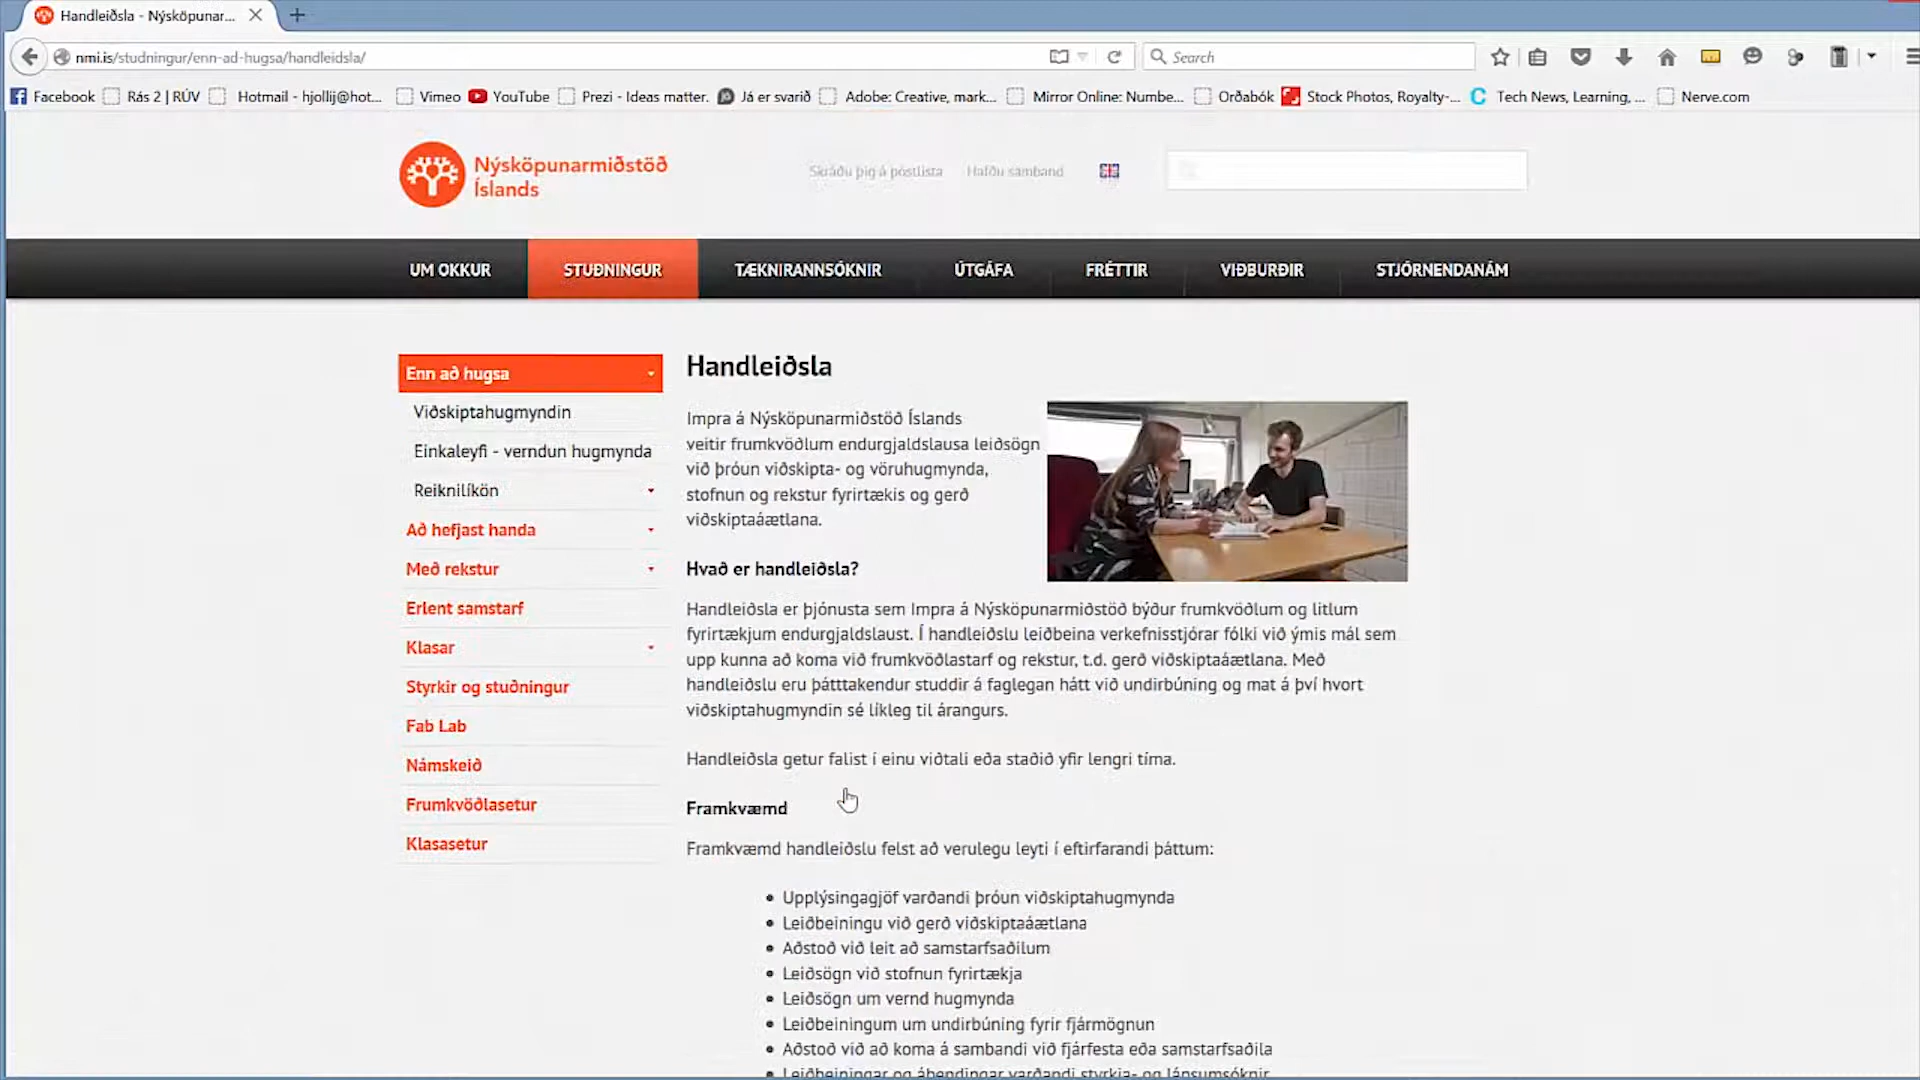 Handleiðsla - Nýsköpunar...
nmi.is/studningur/enn-ad-hugsa/handleidsla/
Search
Facebook
Rás 2 | RÚV
Hotmail - hjollij@hot...
Vimeo
YouTube
Prezi - Ideas matter.
Já er svarið
Adobe: Creative, mark...
Mirror Online: Numbe...
Orðabók
Stock Photos, Royalty-...
Tech News, Learning, ...
Nerve.com
Nýsköpunarmiðstöð
Íslands
Skráðu þig á póstlista
Hafðu samband
UM OKKUR
STUÐNINGUR
TÆKNIRANNSÓKNIR
ÚTGÁFA
FRÉTTIR
VIÐBURÐIR
STJÓRNENDANÁM
Enn að hugsa
Viðskiptahugmyndin
Einkaleyfi - verndun hugmynda
Reiknilíkön
Að hefjast handa
Með rekstur
Erlent samstarf
Klasar
Styrkir og stuðningur
Fab Lab
Námskeið
Frumkvöðlasetur
Klasasetur
Handleiðsla
Impra á Nýsköpunarmiðstöð Íslands
veitir frumkvöðlum endurgjaldslausa leiðsögn
við þróun viðskipta- og vöruhugmynda,
stofnun og rekstur fyrirtækis og gerð
viðskiptaáætlana.
Hvað er handleiðsla?
Handleiðsla er þjónusta sem Impra á Nýsköpunarmiðstöð býður frumkvöðlum og litlum
fyrirtækjum endurgjaldslaust. Í handleiðslu leiðbeina verkefnisstjórar fólki við ýmis mál sem
upp kunna að koma við frumkvöðlastarf og rekstur, t.d. gerð viðskiptaáætlana. Með
handleiðslu eru þátttakendur studdir á faglegan hátt við undirbúning og mat á því hvort
viðskiptahugmyndin sé líkleg til árangurs.
Handleiðsla getur falist í einu viðtali eða staðið yfir lengri tíma.
Framkvæmd
Framkvæmd handleiðslu felst að verulegu leyti í eftirfarandi þáttum:
• Upplýsingagjöf varðandi þróun viðskiptahugmynda
• Leiðbeiningu við gerð viðskiptaáætlana
• Aðstoð við leit að samstarfsaðilum
• Leiðsögn við stofnun fyrirtækja
• Leiðsögn um vernd hugmynda
• Leiðbeiningum um undirbúning fyrir fjármögnun
• Aðstoð við að koma á sambandi við fjárfesta eða samstarfsaðila
• Leiðbeiningar og ábendingar varðandi styrkja- og lánsumsóknir